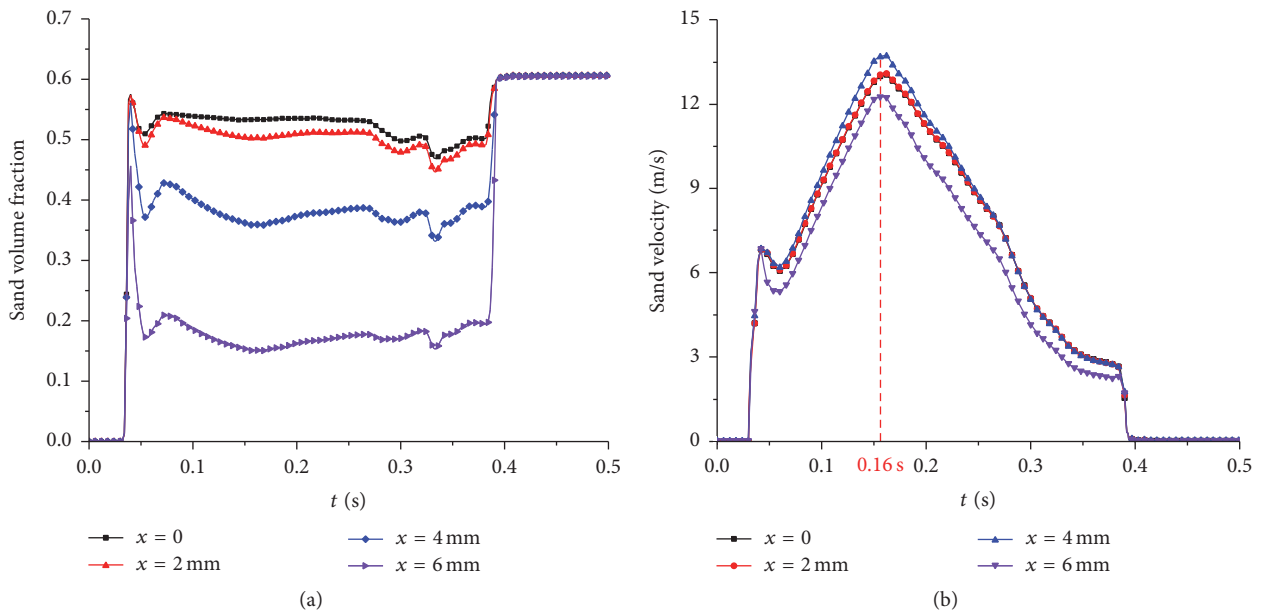 0.7
0.6
0.5
0.4
0.3
0.2
0.1
0.0
Sand volume fraction
0.0 0.1 0.2 0.3 0.4 0.5
t (s)
x = 0
x = 2 mm
x = 4 mm
x = 6 mm
(a)
15
12
9
6
3
0
Sand velocity (m/s)
0.0 0.1 0.16 s 0.2 0.3 0.4 0.5
t (s)
x = 0
x = 2 mm
x = 4 mm
x = 6 mm
(b)